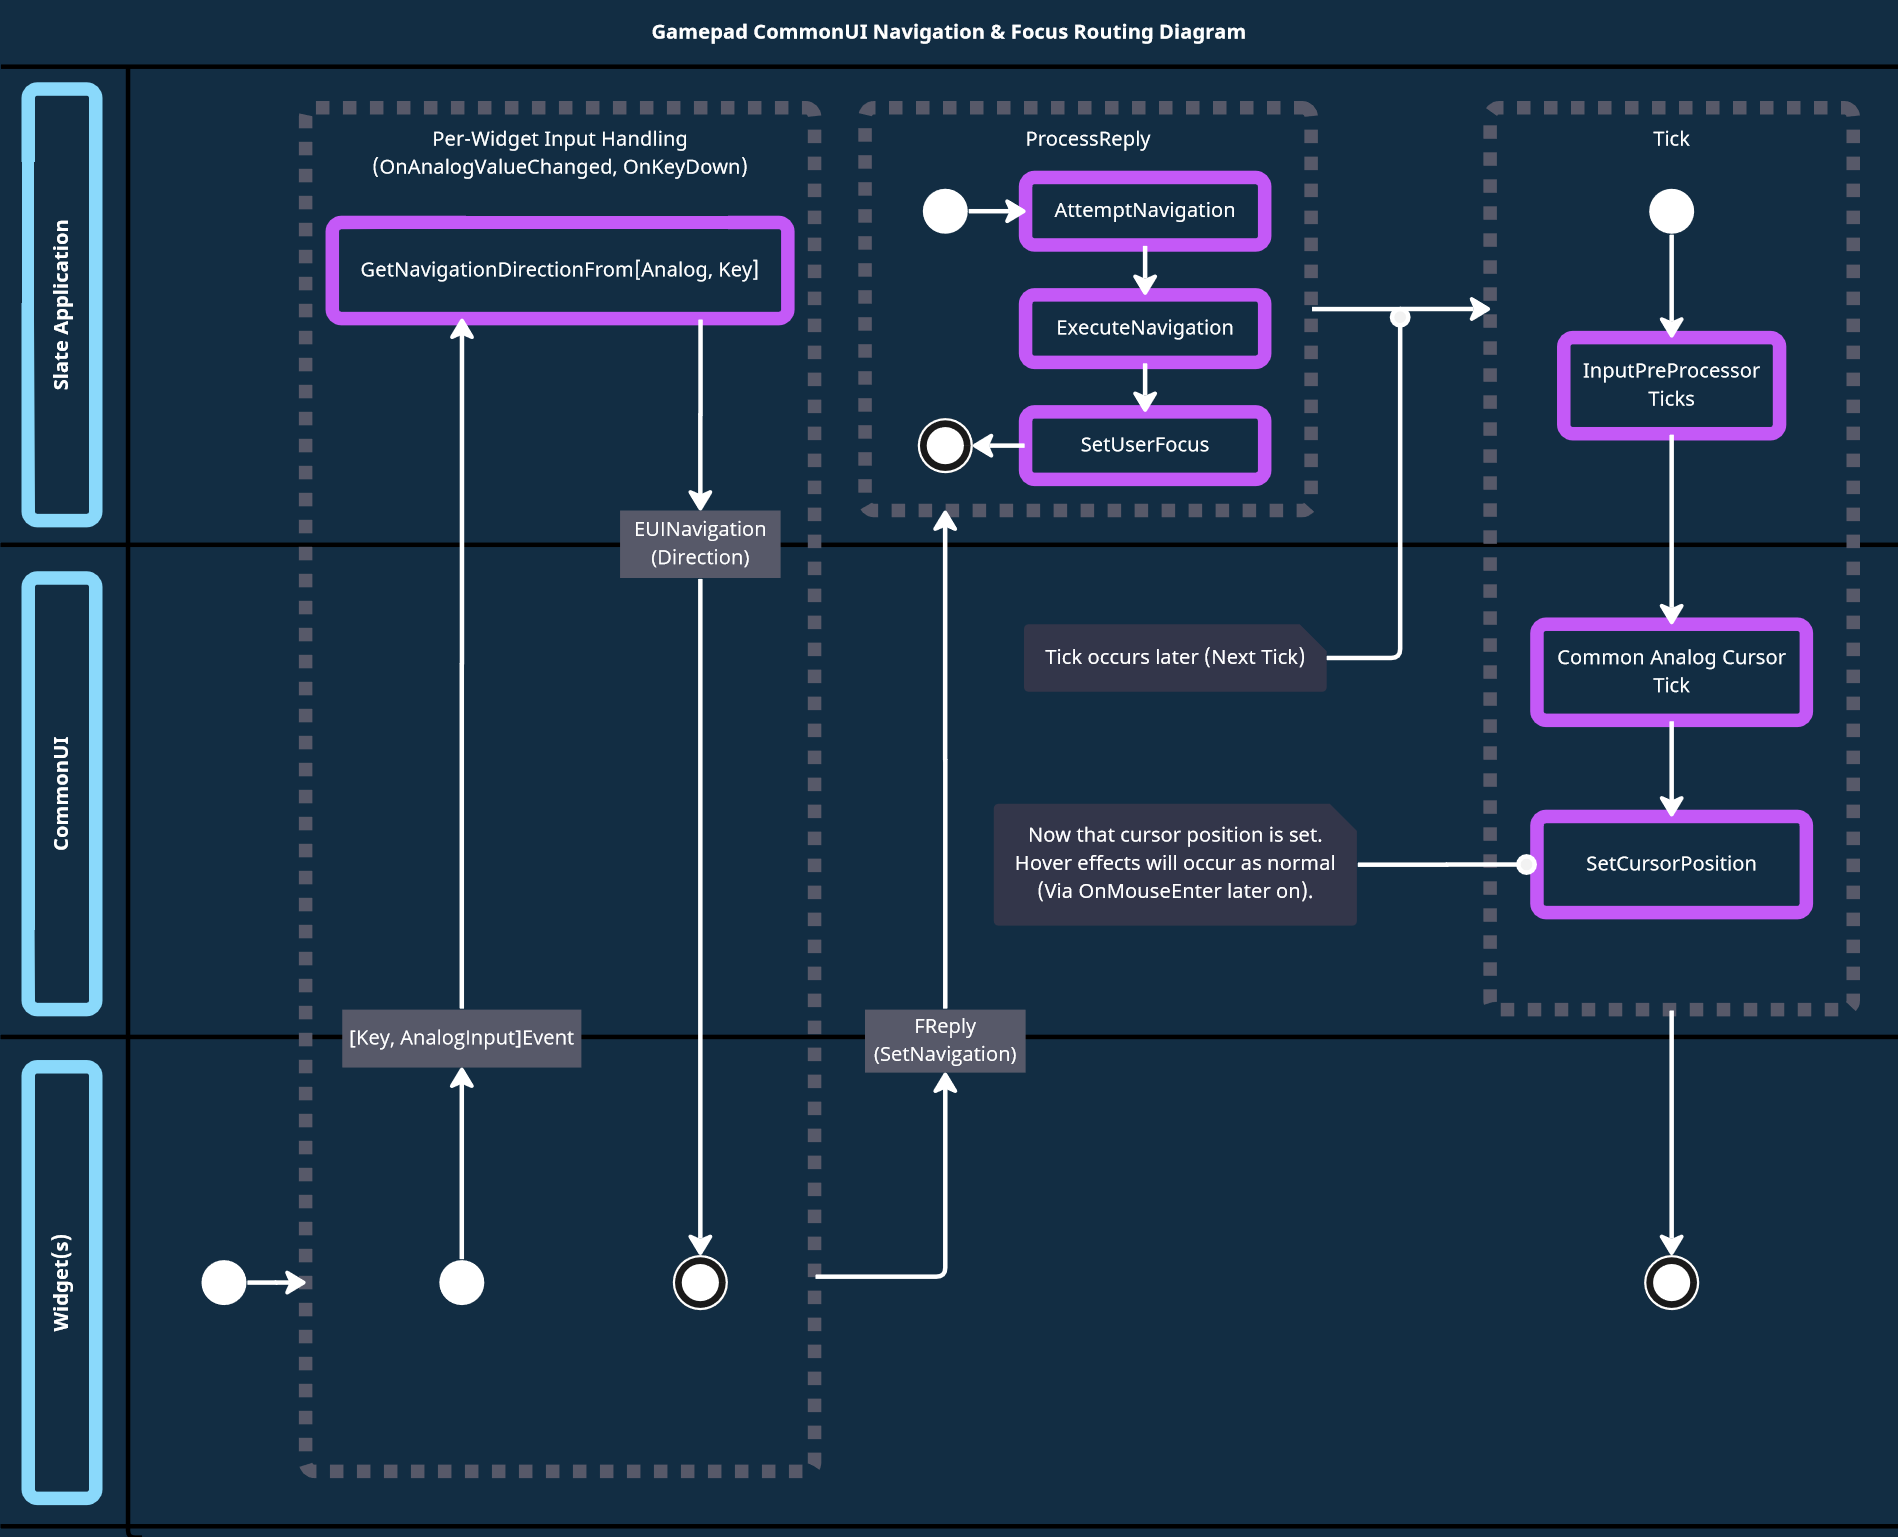 Gamepad CommonUI Navigation & Focus Routing Diagram
Slate Application
Per-Widget Input Handling
(OnAnalogValueChanged, OnKeyDown)
GetNavigationDirectionFrom[Analog, Key]
EUINavigation
(Direction)
ProcessReply
AttemptNavigation
ExecuteNavigation
SetUserFocus
Tick
InputPreProcessor
Ticks
CommonUI
Tick occurs later (Next Tick)
Common Analog Cursor
Tick
Now that cursor position is set.
Hover effects will occur as normal
(Via OnMouseEnter later on).
SetCursorPosition
[Key, AnalogInput]Event
FReply
(SetNavigation)
Widget(s)